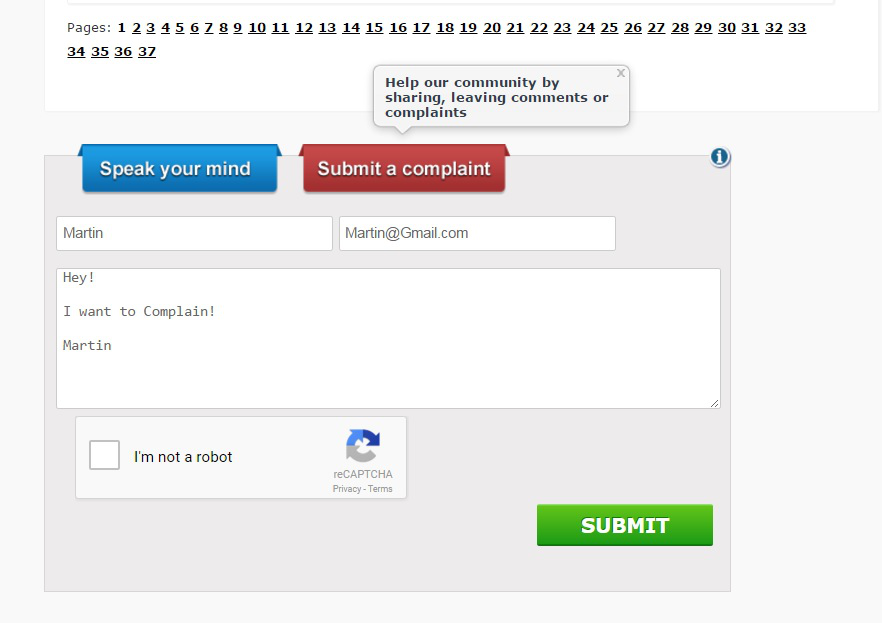 Pages: 1 2 3 4 5 6 7 8 9 10 11 12 13 14 15 16 17 18 19 20 21 22 23 24 25 26 27 28 29 30 31 32 33
34 35 36 37
x
Help our community by
sharing, leaving comments or
complaints
Speak your mind
Submit a complaint
i
Martin
Martin@Gmail.com
Hey!
I want to Complain!
Martin
I'm not a robot
reCAPTCHA
Privacy - Terms
SUBMIT